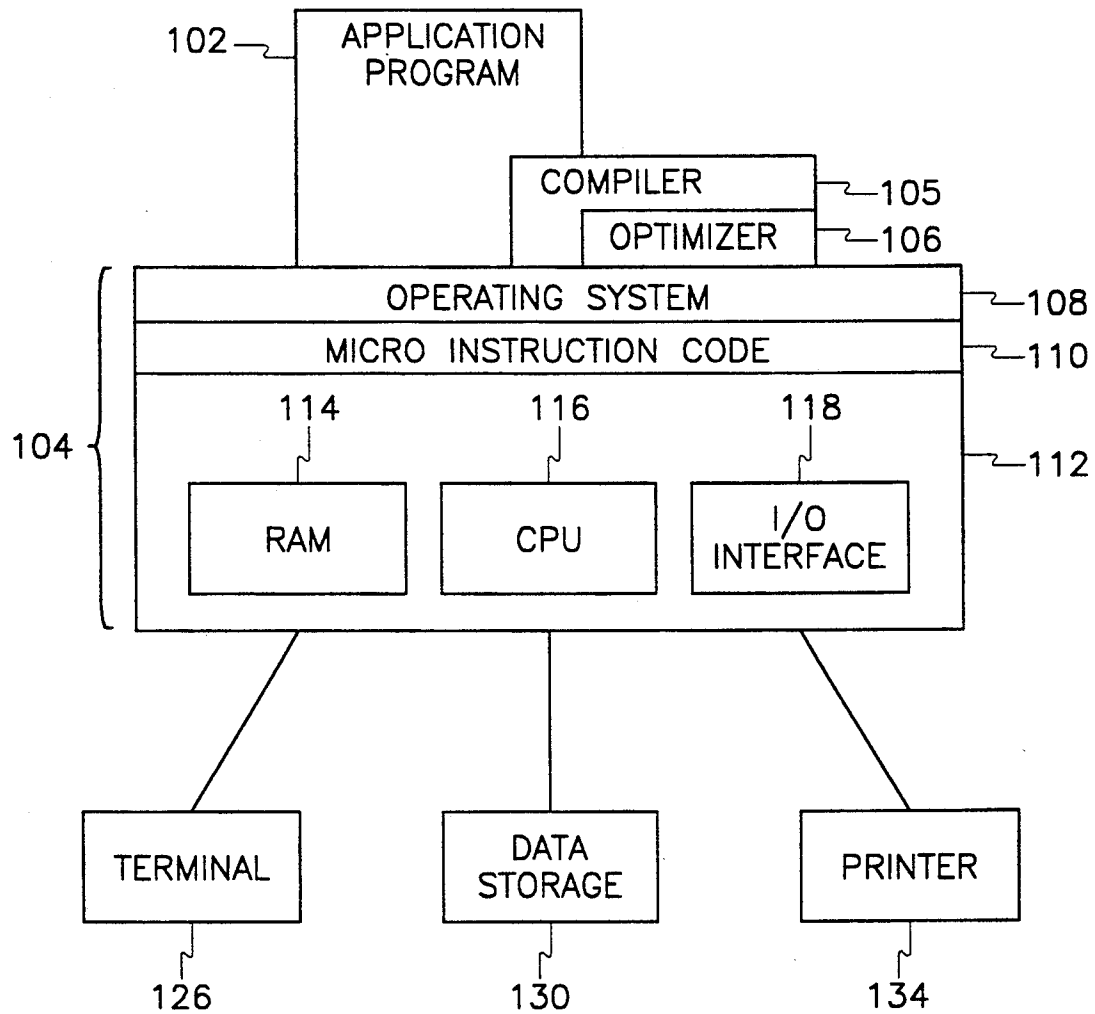 102
APPLICATION
PROGRAM
COMPILER
105
OPTIMIZER
106
OPERATING SYSTEM
108
MICRO INSTRUCTION CODE
110
104
114
116
118
112
RAM
CPU
I/O
INTERFACE
TERMINAL
DATA
STORAGE
PRINTER
126
130
134